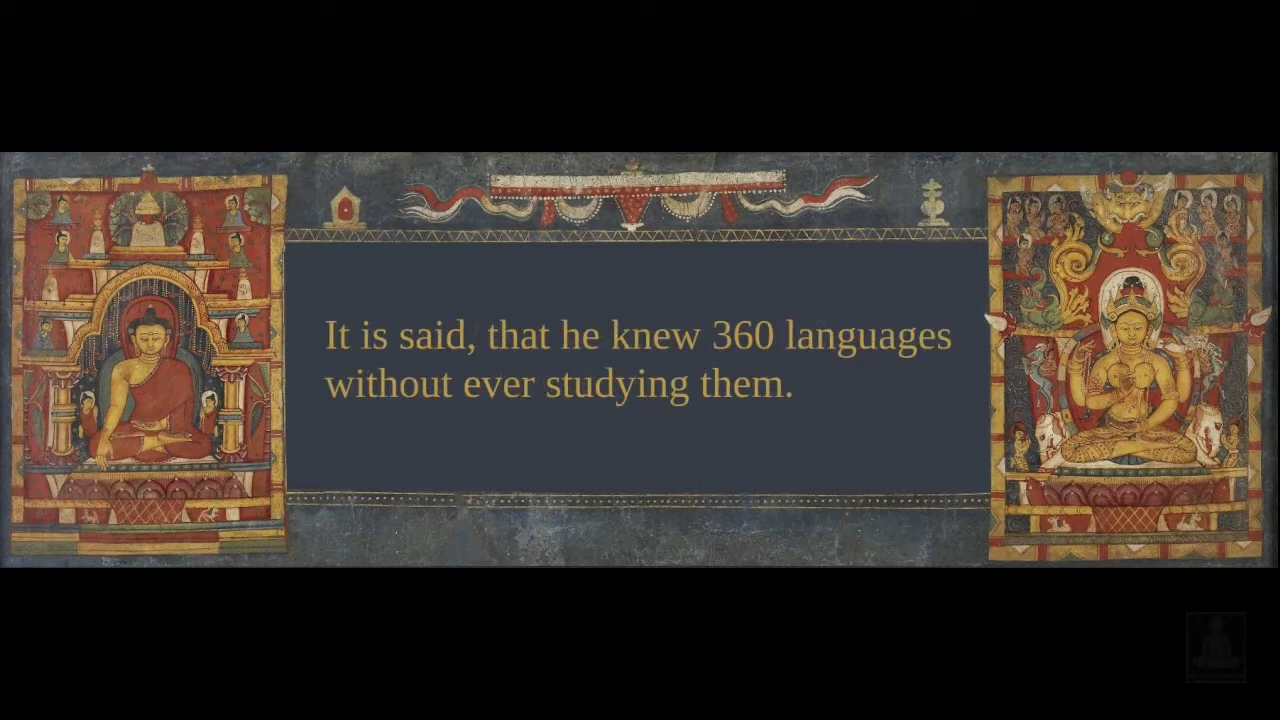 It is said, that he knew 360 languages
without ever studying them.